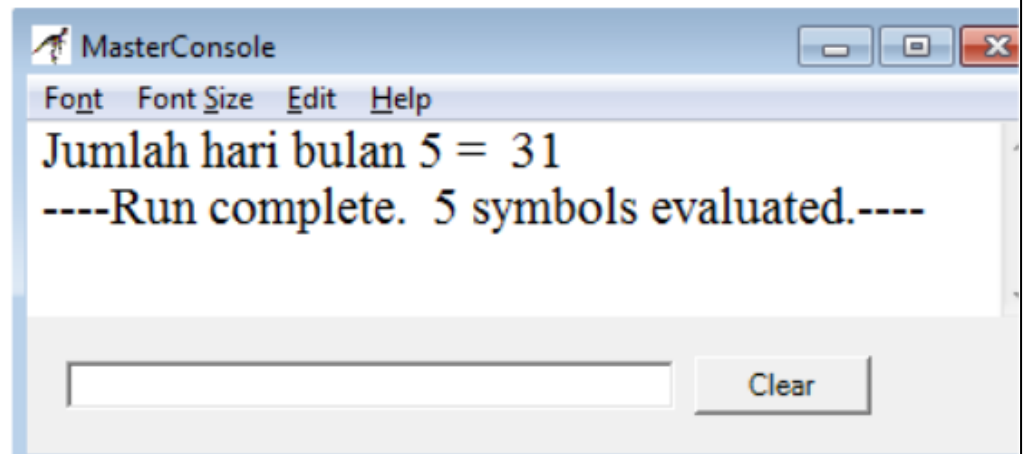 MasterConsole
Font Font Size Edit Help
Jumlah hari bulan 5 =  31
----Run complete.  5 symbols evaluated.----
Clear